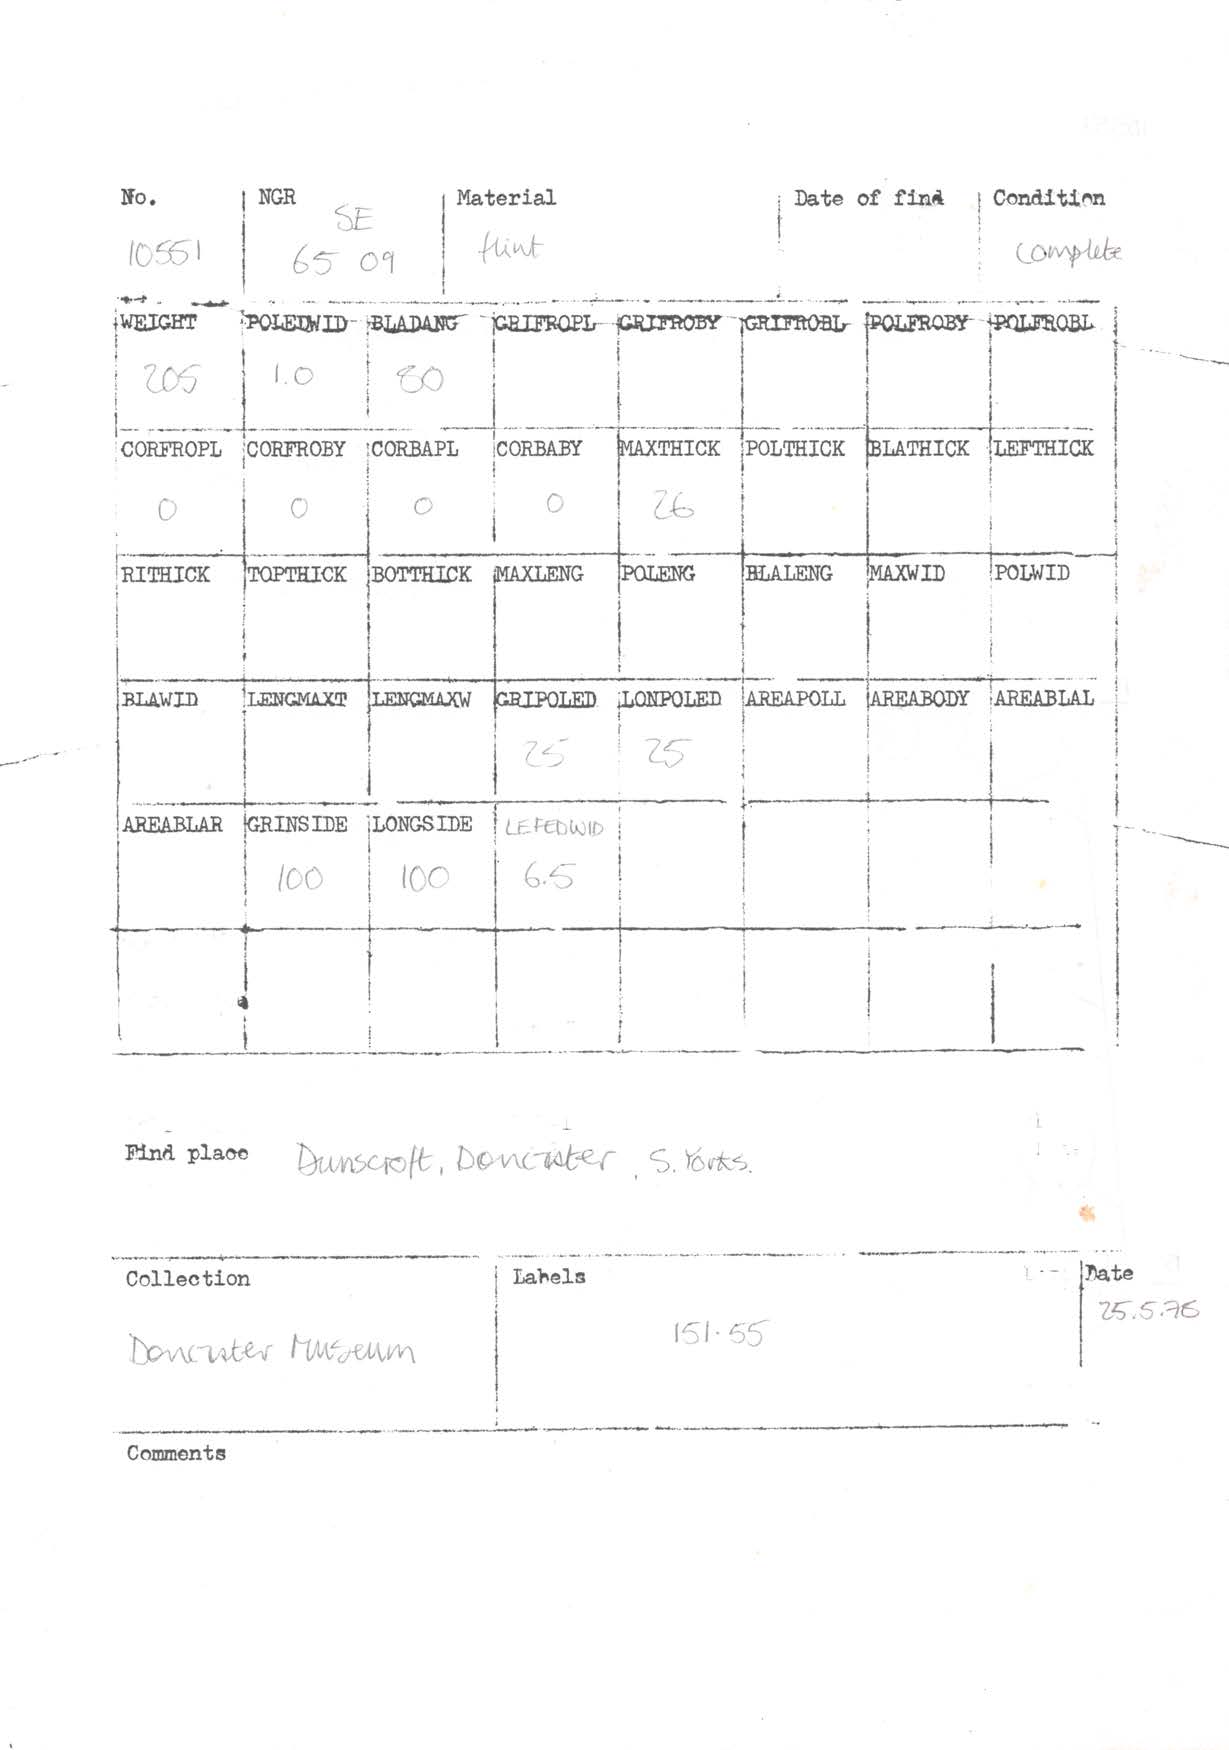 No. NGR Material Date of find Condition
SE
10551 65 09 flint complete
WEIGHT POLEDWID BLADANG GRIFROPL GRIFROBY GRIFROBL POLFROBY POLFROBL
205 1.0 80
CORFROPL CORFROBY CORBAPL CORBABY MAXTHICK POLTHICK BLATHICK LEFTHICK
0 0 0 0 26
RITHICK TOPTHICK BOTTHICK MAXLENG POLENG BLALENG MAXWID POLWID
BLAWID LENGMAXT LENGMAXW GRIPOLED LONPOLED AREAPOLL AREABODY AREABLAL
25 25
AREABLAR GRINSIDE LONGSIDE LEFEDWID
100 100 6.5
Find place Dunscroft, Doncaster, S. Yorks.
Collection Labels Date
25.5.76
Doncaster Museum 151.55
Comments